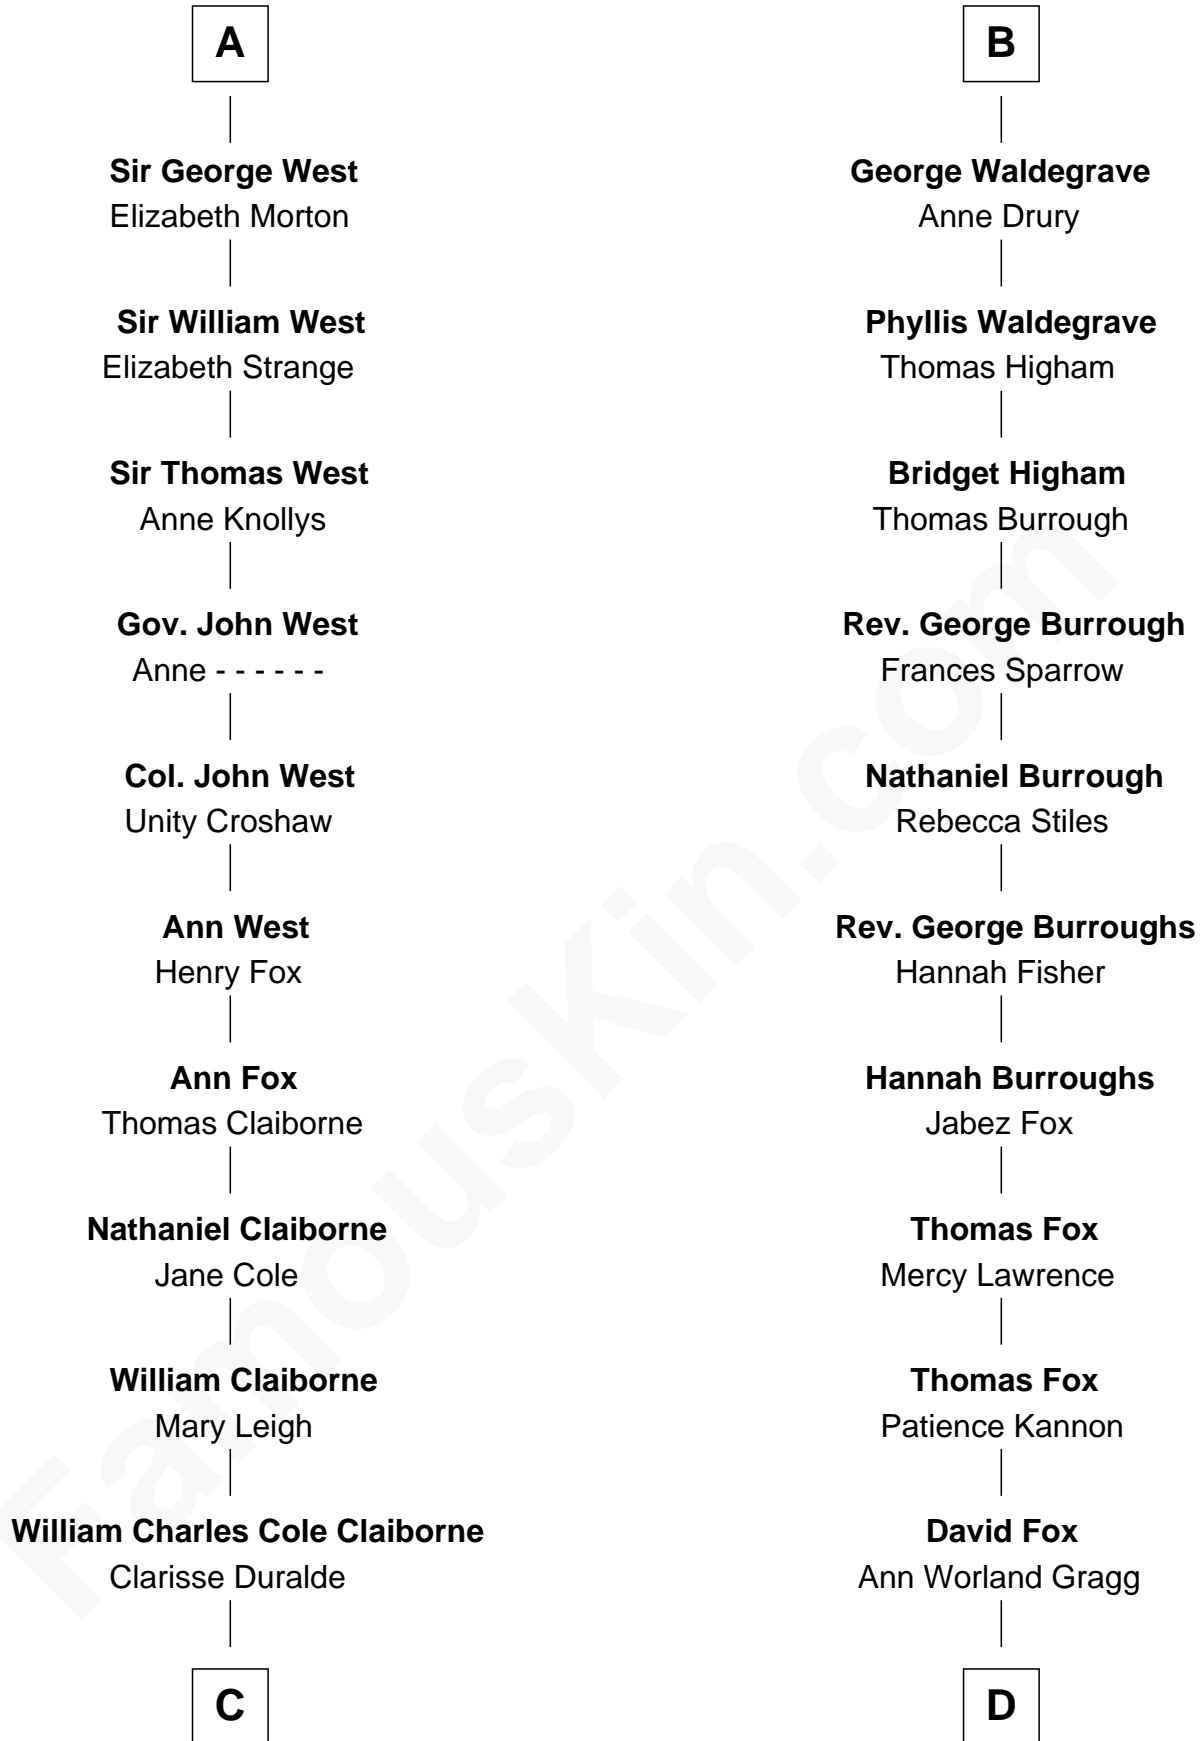 A
Sir George West
Elizabeth Morton
Sir William West
Elizabeth Strange
Sir Thomas West
Anne Knollys
Gov. John West
Anne - - - - - -
Col. John West
Unity Croshaw
Ann West
Henry Fox
Ann Fox
Thomas Claiborne
Nathaniel Claiborne
Jane Cole
William Claiborne
Mary Leigh
William Charles Cole Claiborne
Clarisse Duralde
C
B
George Waldegrave
Anne Drury
Phyllis Waldegrave
Thomas Higham
Bridget Higham
Thomas Burrough
Rev. George Burrough
Frances Sparrow
Nathaniel Burrough
Rebecca Stiles
Rev. George Burroughs
Hannah Fisher
Hannah Burroughs
Jabez Fox
Thomas Fox
Mercy Lawrence
Thomas Fox
Patience Kannon
David Fox
Ann Worland Gragg
D
FamousKin.com